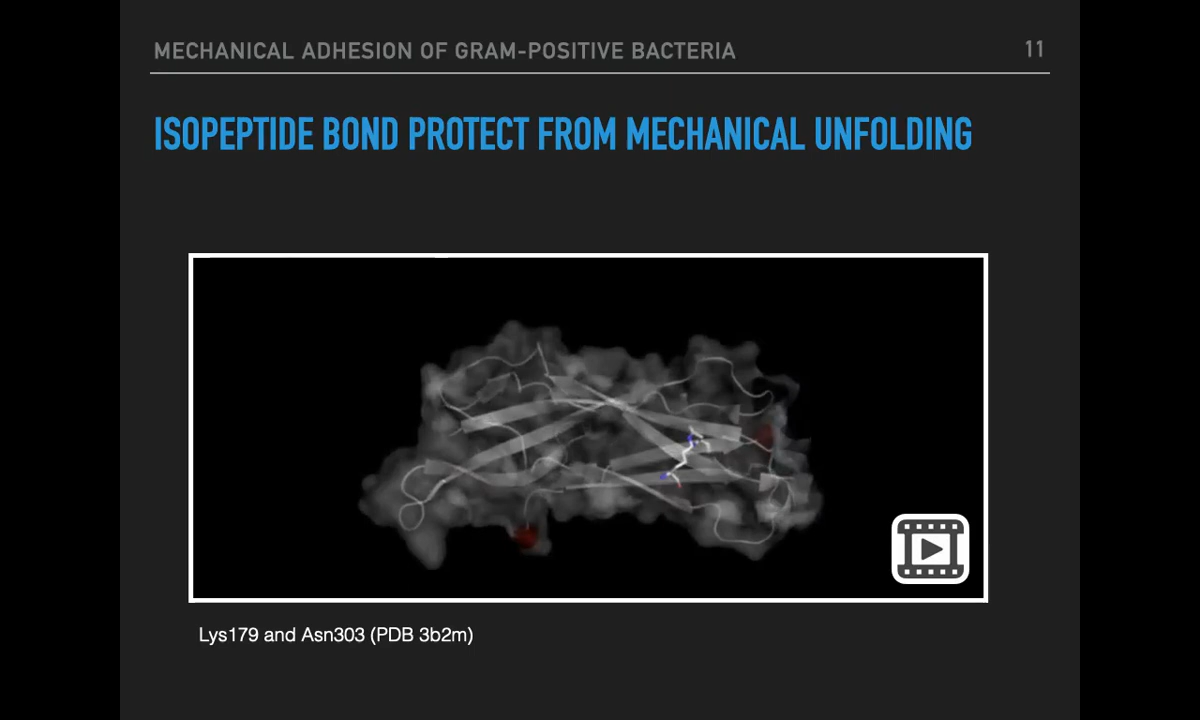 MECHANICAL ADHESION OF GRAM-POSITIVE BACTERIA
11
ISOPEPTIDE BOND PROTECT FROM MECHANICAL UNFOLDING
Lys179 and Asn303 (PDB 3b2m)